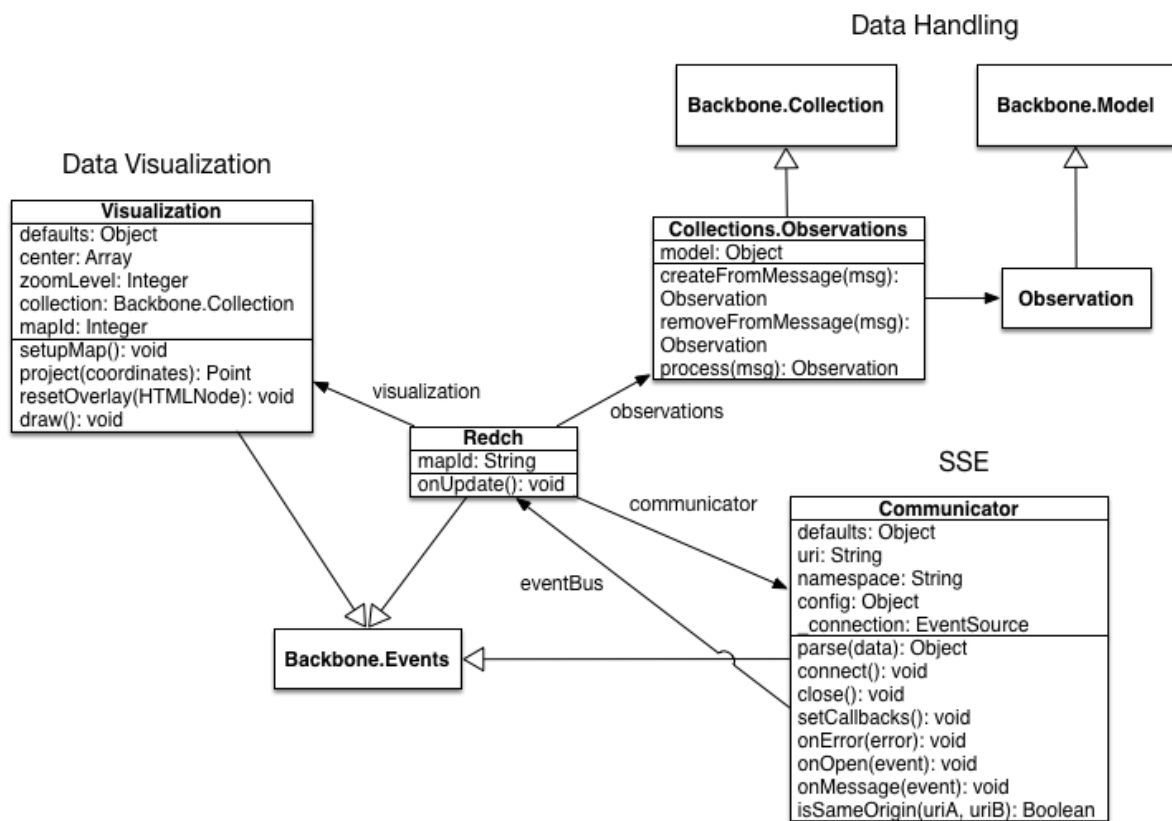 Data Handling
Backbone.Collection
Backbone.Model
Data Visualization
Visualization
defaults: Object
center: Array
zoomLevel: Integer
collection: Backbone.Collection
mapId: Integer
setupMap(): void
project(coordinates): Point
resetOverlay(HTMLNode): void
draw(): void
Collections.Observations
model: Object
createFromMessage(msg):
Observation
removeFromMessage(msg):
Observation
process(msg): Observation
Observation
visualization
observations
Redch
mapId: String
onUpdate(): void
communicator
eventBus
SSE
Communicator
defaults: Object
uri: String
namespace: String
config: Object
_connection: EventSource
parse(data): Object
connect(): void
close(): void
setCallbacks(): void
onError(error): void
onOpen(event): void
onMessage(event): void
isSameOrigin(uriA, uriB): Boolean
Backbone.Events